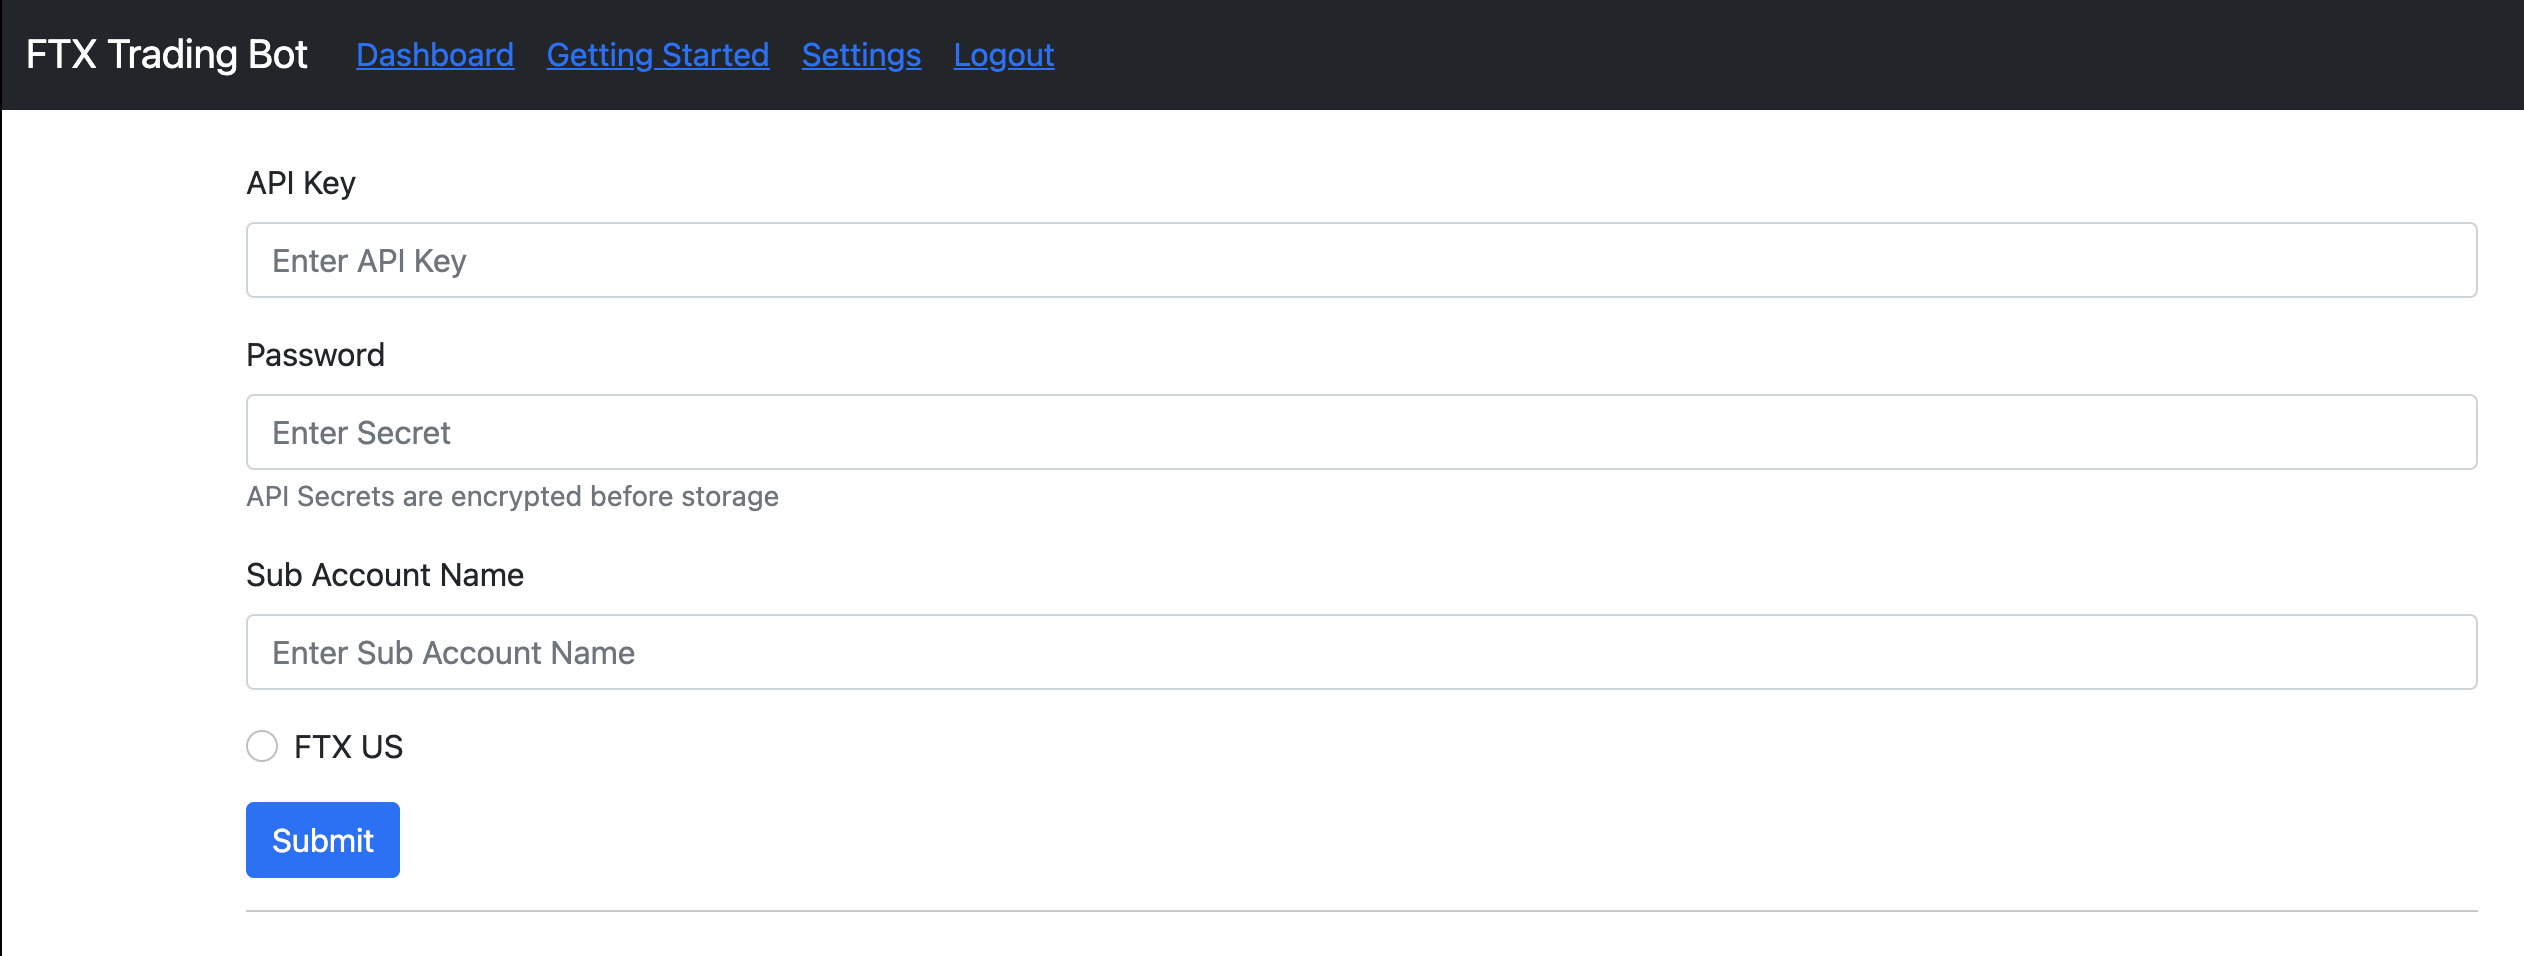 FTX Trading Bot Dashboard Getting Started Settings Logout
API Key
Enter API Key
Password
Enter Secret
API Secrets are encrypted before storage
Sub Account Name
Enter Sub Account Name
FTX US
Submit